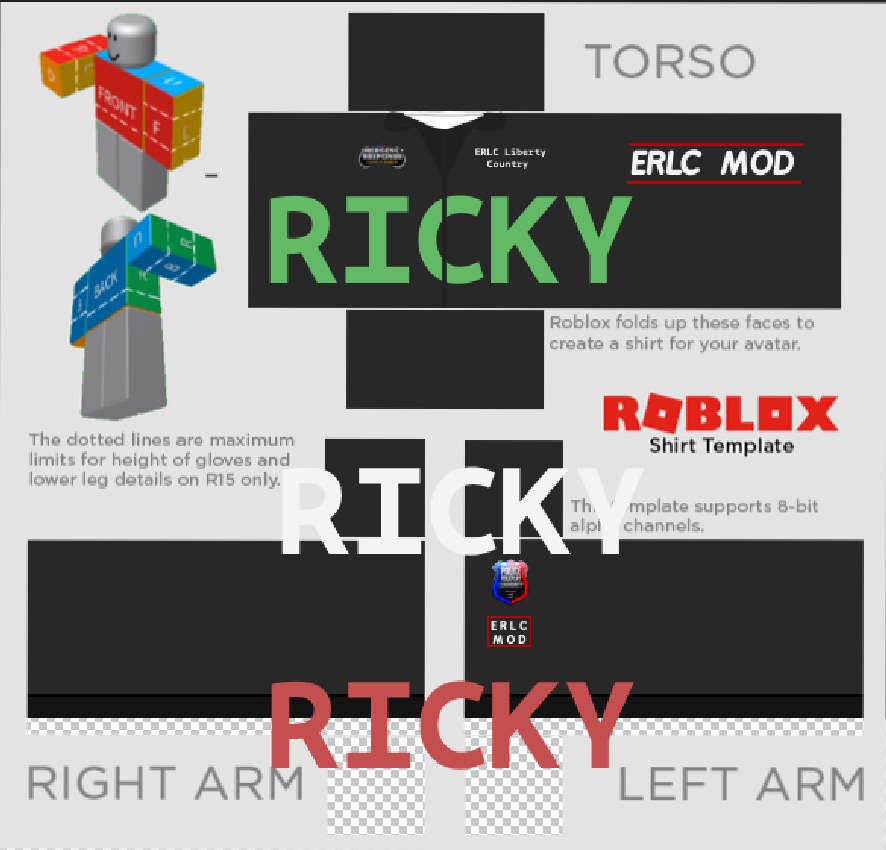 TORSO
FRONT
F
L
ERLC Liberty
Country
ERLC MOD
RICKY
BACK
Roblox folds up these faces to
create a shirt for your avatar.
ROBLOX
Shirt Template
The dotted lines are maximum
limits for height of gloves and
lower leg details on R15 only.
RICKY
template supports 8-bit
channels.
ERLC
MOD
RICKY
RIGHT ARM
LEFT ARM